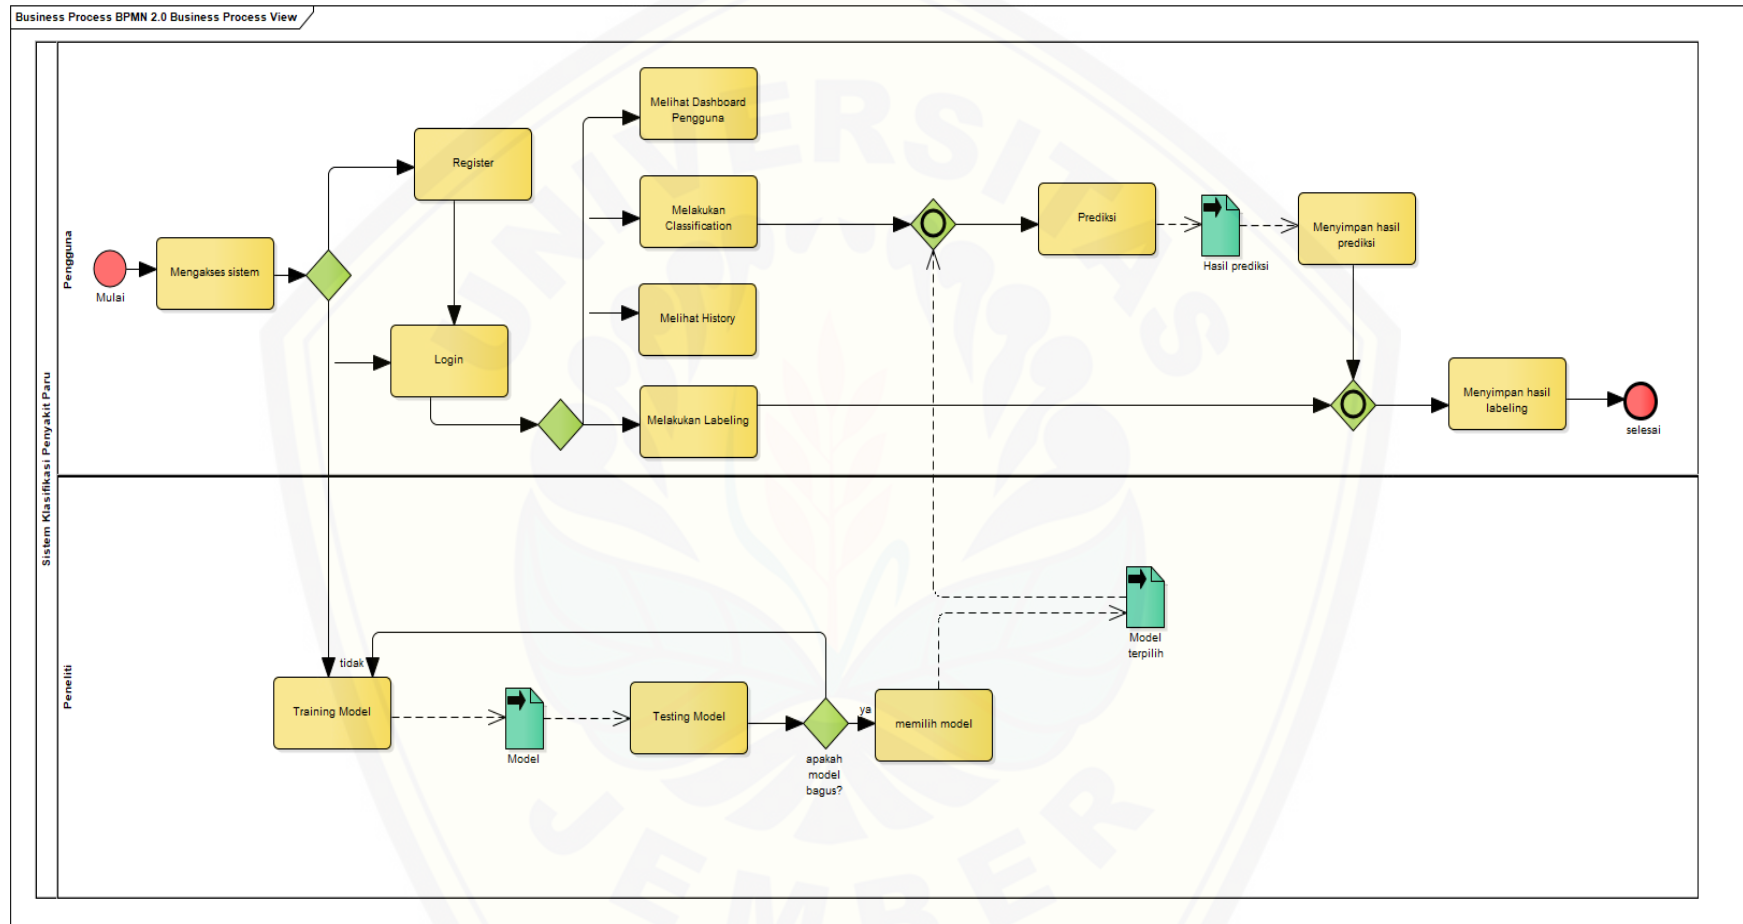 Business Process BPMN 2.0 Business Process View
Sistem Klasifikasi Penyakit Paru
Pengguna
Mulai
Mengakses sistem
Register
Login
Melihat Dashboard
Pengguna
Melakukan
Classification
Melihat History
Melakukan Labeling
Prediksi
Hasil prediksi
Menyimpan hasil
prediksi
Menyimpan hasil
labeling
selesai
Peneliti
tidak
Training Model
Model
Testing Model
apakah
model
bagus?
ya
memilih model
Model
terpilih
UNIVERSITAS
JEMBER